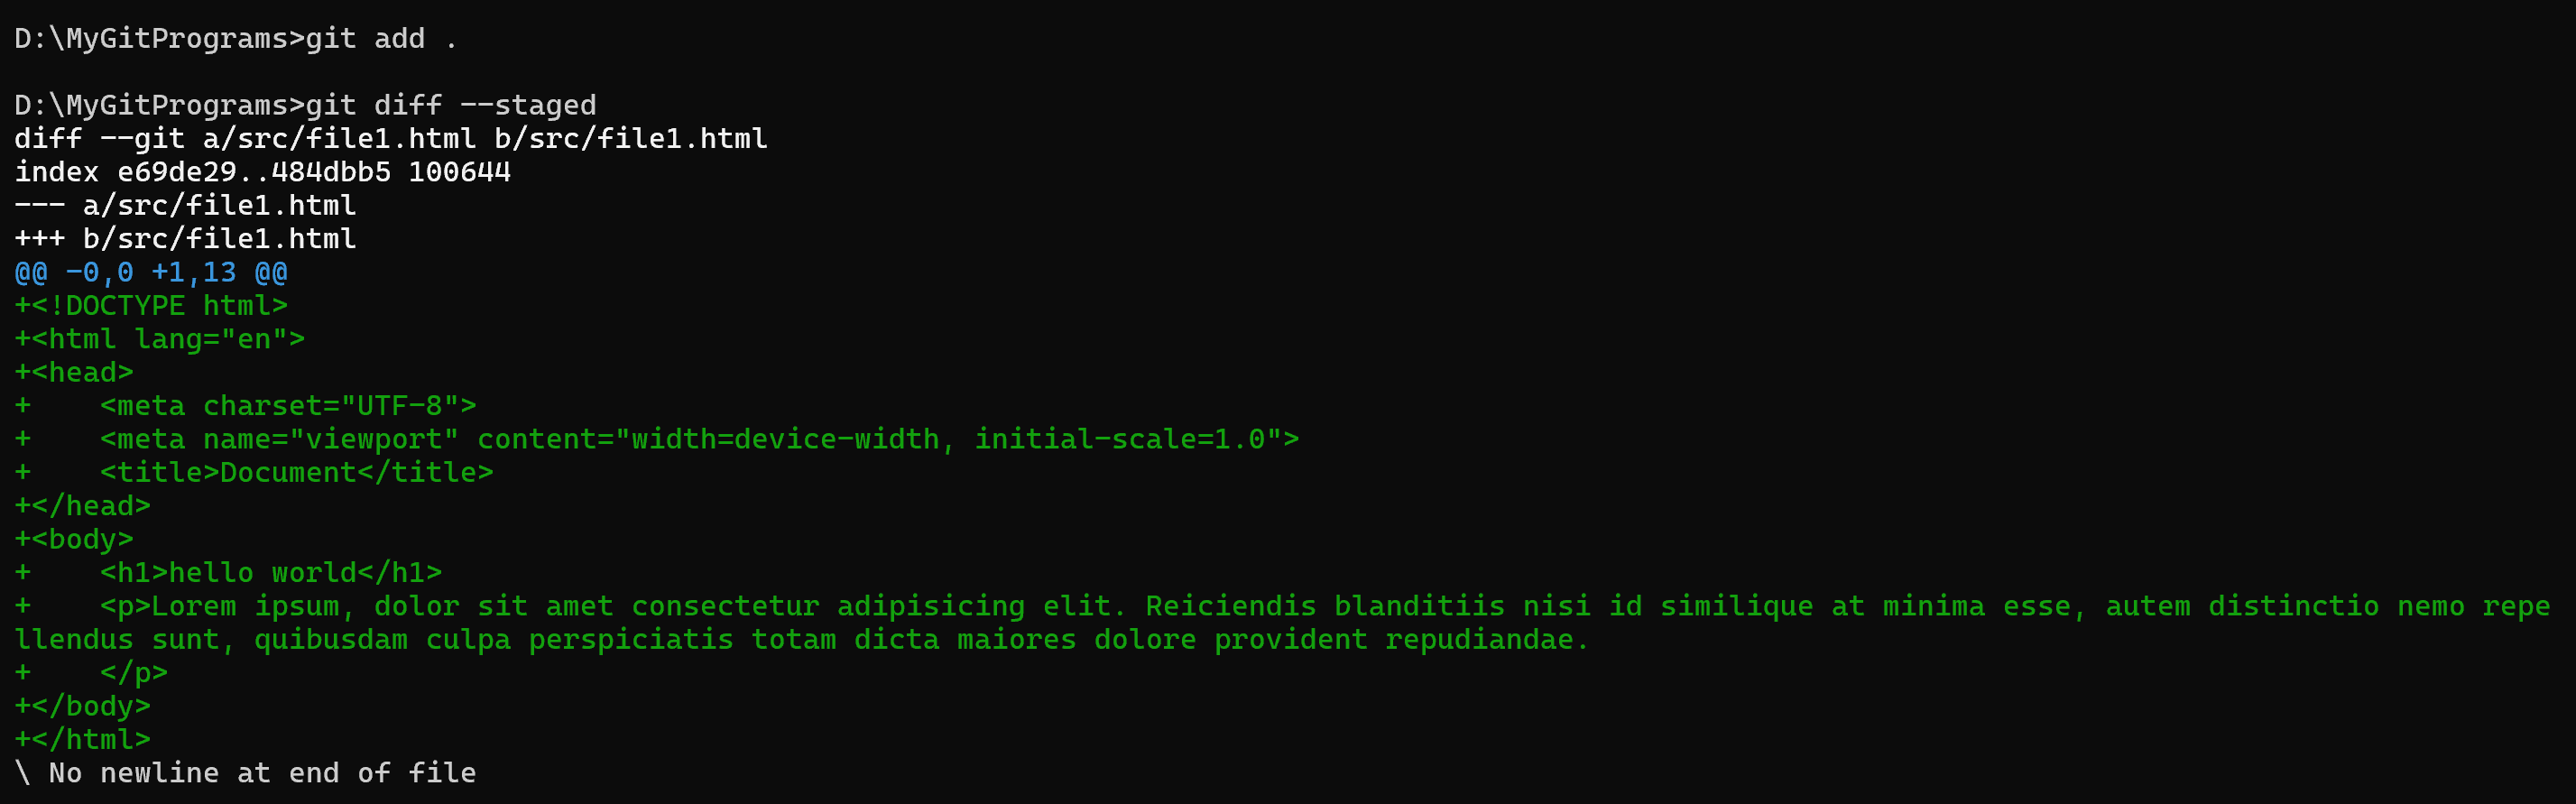 D:\MyGitPrograms>git add .
D:\MyGitPrograms>git diff --staged
diff --git a/src/file1.html b/src/file1.html
index e69de29..484dbb5 100644
--- a/src/file1.html
+++ b/src/file1.html
@@ -0,0 +1,13 @@
+<!DOCTYPE html>
+<html lang="en">
+<head>
+    <meta charset="UTF-8">
+    <meta name="viewport" content="width=device-width, initial-scale=1.0">
+    <title>Document</title>
+</head>
+<body>
+    <h1>hello world</h1>
+    <p>Lorem ipsum, dolor sit amet consectetur adipisicing elit. Reiciendis blanditiis nisi id similique at minima esse, autem distinctio nemo repe
llendus sunt, quibusdam culpa perspiciatis totam dicta maiores dolore provident repudiandae.
+    </p>
+</body>
+</html>
\ No newline at end of file